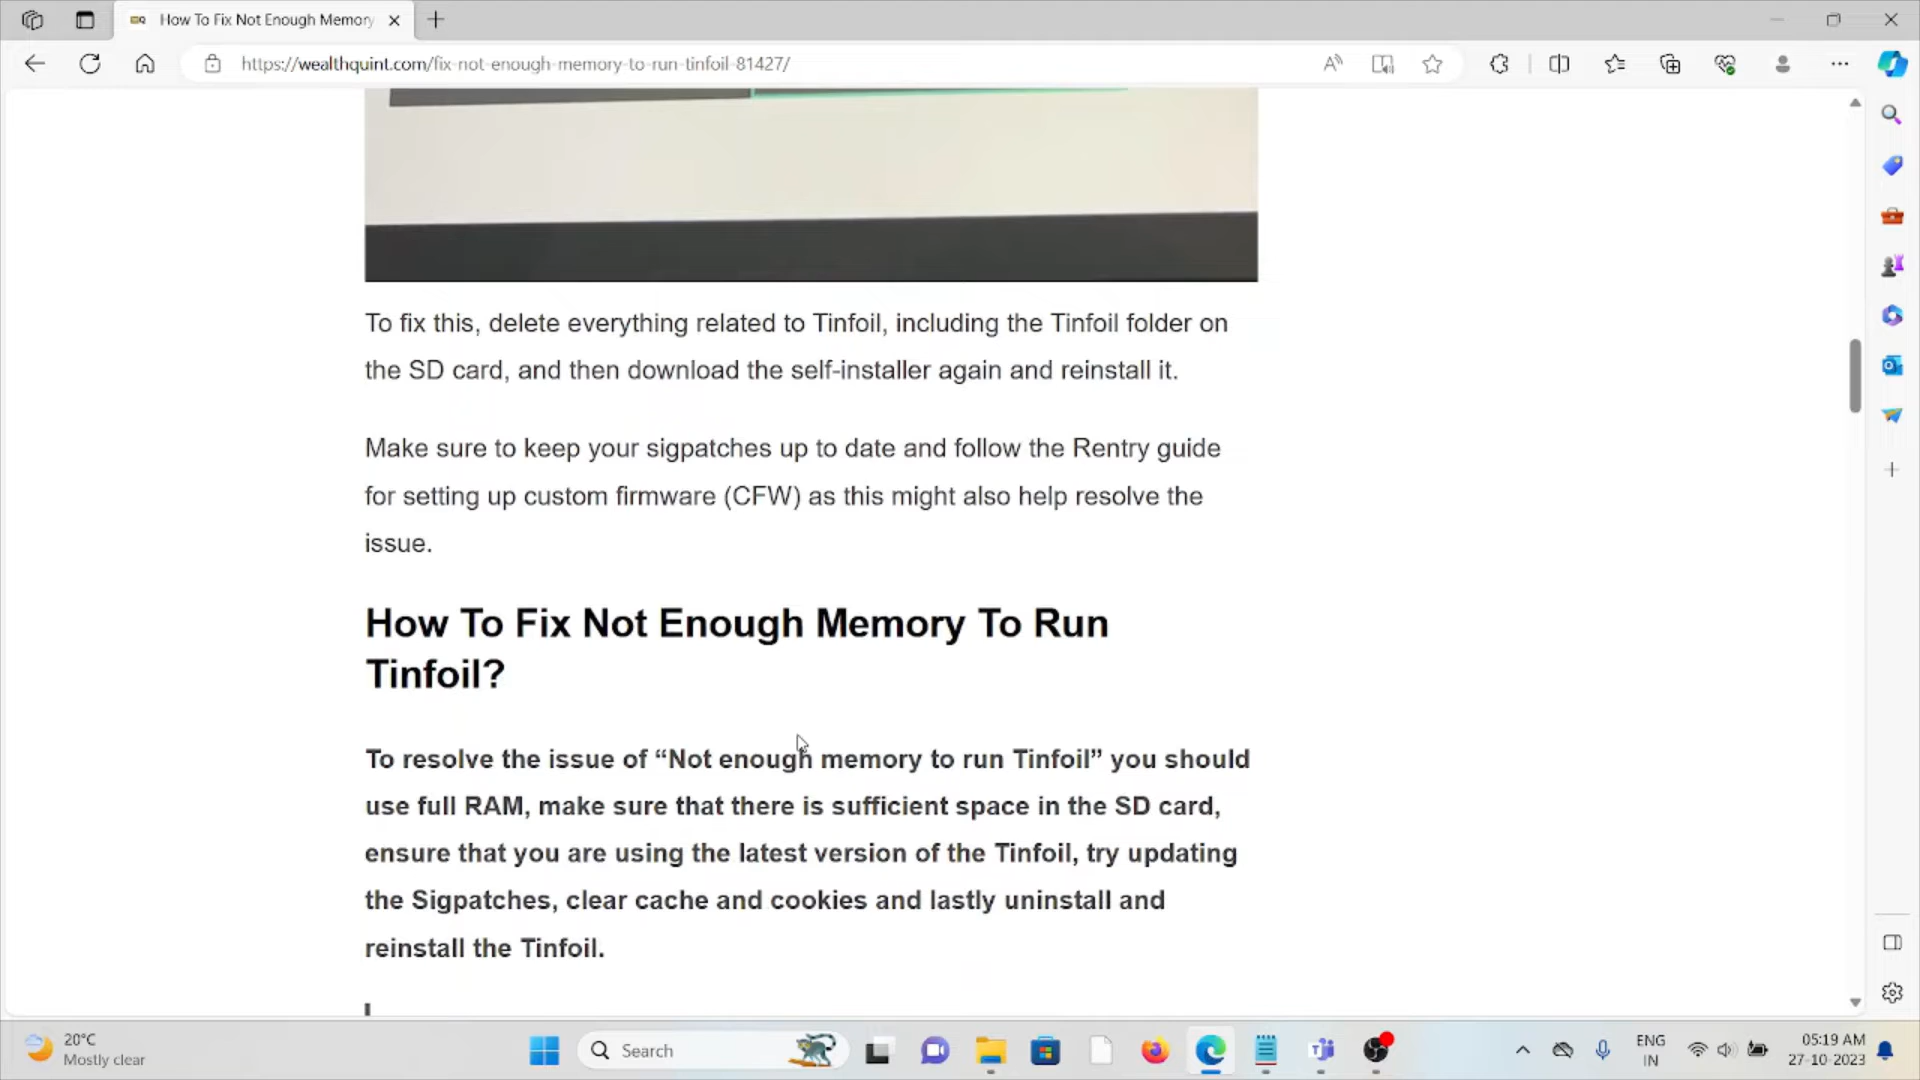 How To Fix Not Enough Memory
https://wealthquint.com/fix-not-enough-memory-to-run-tinfoil-81427/
To fix this, delete everything related to Tinfoil, including the Tinfoil folder on
the SD card, and then download the self-installer again and reinstall it.
Make sure to keep your sigpatches up to date and follow the Rentry guide
for setting up custom firmware (CFW) as this might also help resolve the
issue.
How To Fix Not Enough Memory To Run
Tinfoil?
To resolve the issue of “Not enough memory to run Tinfoil” you should
use full RAM, make sure that there is sufficient space in the SD card,
ensure that you are using the latest version of the Tinfoil, try updating
the Sigpatches, clear cache and cookies and lastly uninstall and
reinstall the Tinfoil.
20°C
Mostly clear
Search
ENG
IN
05:19 AM
27-10-2023